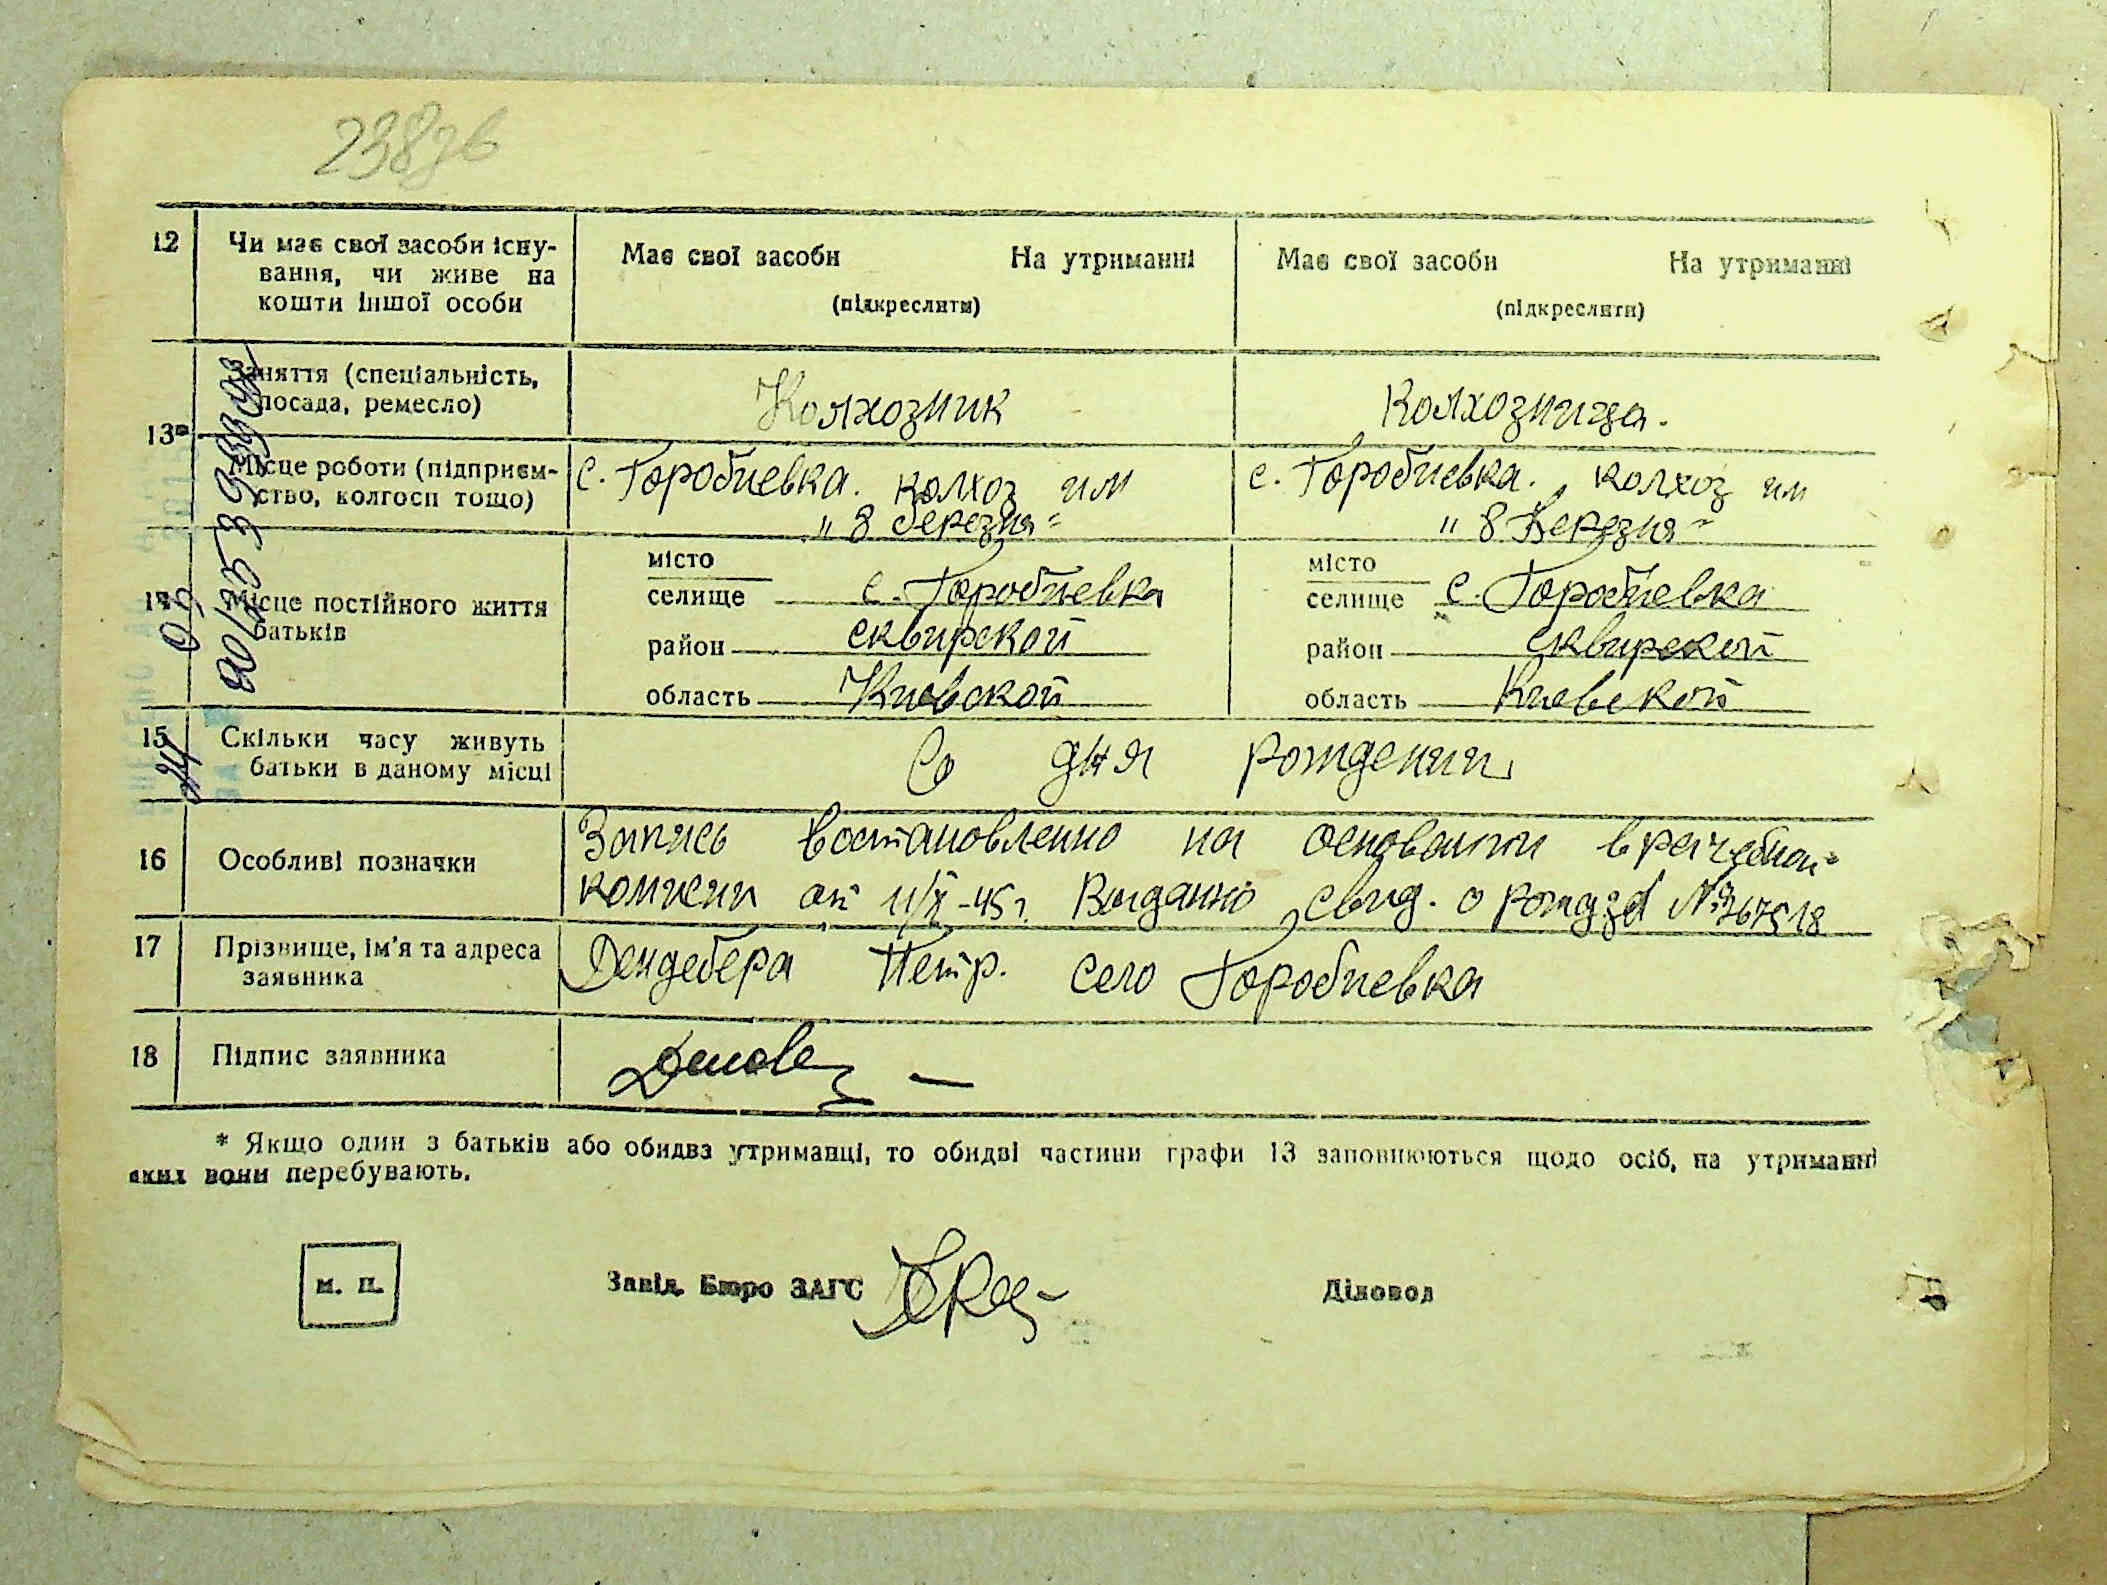 238зв
12 Чи має свої засоби існу-
вання, чи живе на
кошти іншої особи
Має свої засоби На утриманні
(підкреслити)
Має свої засоби На утриманні
(підкреслити)
13*
Заняття (спеціальність,
посада, ремесло)
Колхозник
Колхозница.
Місце роботи (підприєм-
ство, колгосп тощо)
с. Горобиевка. колхоз им
„ 8 березня"
с. Горобиевка. колхоз им
„ 8 Березня"
14 Місце постійного життя
батьків
місто
селище с. Горобиевка
район сквирской
область Киевской
місто
селище с. Горобиевка
район сквирской
область Киевской
15 Скільки часу живуть
батьки в даному місці
Со дня рождении
16 Особливі позначки
Запись востановленно на основании врачебной
комисии от 11/X-45 г. Выданно свид. о рожд
17 Прізвище, ім'я та адреса
заявника
Дендебера Петр. село Горобиевка
18 Підпис заявника
* Якщо один з батьків або обидва утриманці, то обидві частини графи 13 заповнюються щодо осіб, на утриманні
яких вони перебувають.
м. п.
Завід. Бюро ЗАГС
Діловод